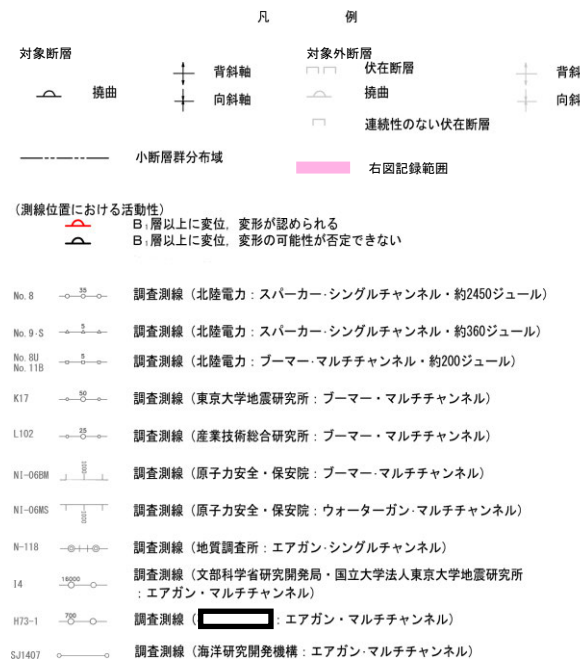 凡 例
対象断層
撓曲
背斜軸
向斜軸
小断層群分布域
対象外断層
伏在断層
撓曲
連続性のない伏在断層
背斜
向斜
右図記録範囲
(測線位置における活動性)
B₁層以上に変位，変形が認められる
B₁層以上に変位，変形の可能性が否定できない
No. 8 35 調査測線（北陸電力：スパーカー・シングルチャンネル・約2450ジュール）
No. 9-S 5 調査測線（北陸電力：スパーカー・シングルチャンネル・約360ジュール）
No. 8U
No. 11B 5 調査測線（北陸電力：ブーマー・マルチチャンネル・約200ジュール）
K17 50 調査測線（東京大学地震研究所：ブーマー・マルチチャンネル）
L102 25 調査測線（産業技術総合研究所：ブーマー・マルチチャンネル）
NI-06BM 調査測線（原子力安全・保安院：ブーマー・マルチチャンネル）
NI-06MS 調査測線（原子力安全・保安院：ウォーターガン・マルチチャンネル）
N-118 調査測線（地質調査所：エアガン・シングルチャンネル）
I4 16000 調査測線（文部科学省研究開発局・国立大学法人東京大学地震研究所
：エアガン・マルチチャンネル）
H73-1 700 調査測線（ ：エアガン・マルチチャンネル）
SJ1407 調査測線（海洋研究開発機構：エアガン・マルチチャンネル）